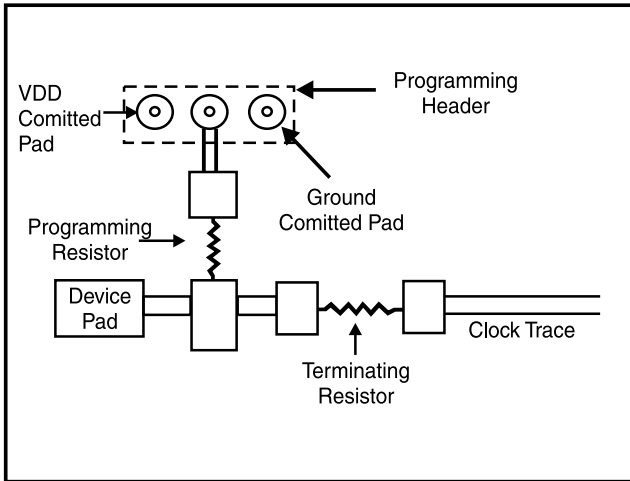 VDD
Comitted
Pad
Programming
Header
Ground
Comitted Pad
Programming
Resistor
Device
Pad
Clock Trace
Terminating
Resistor